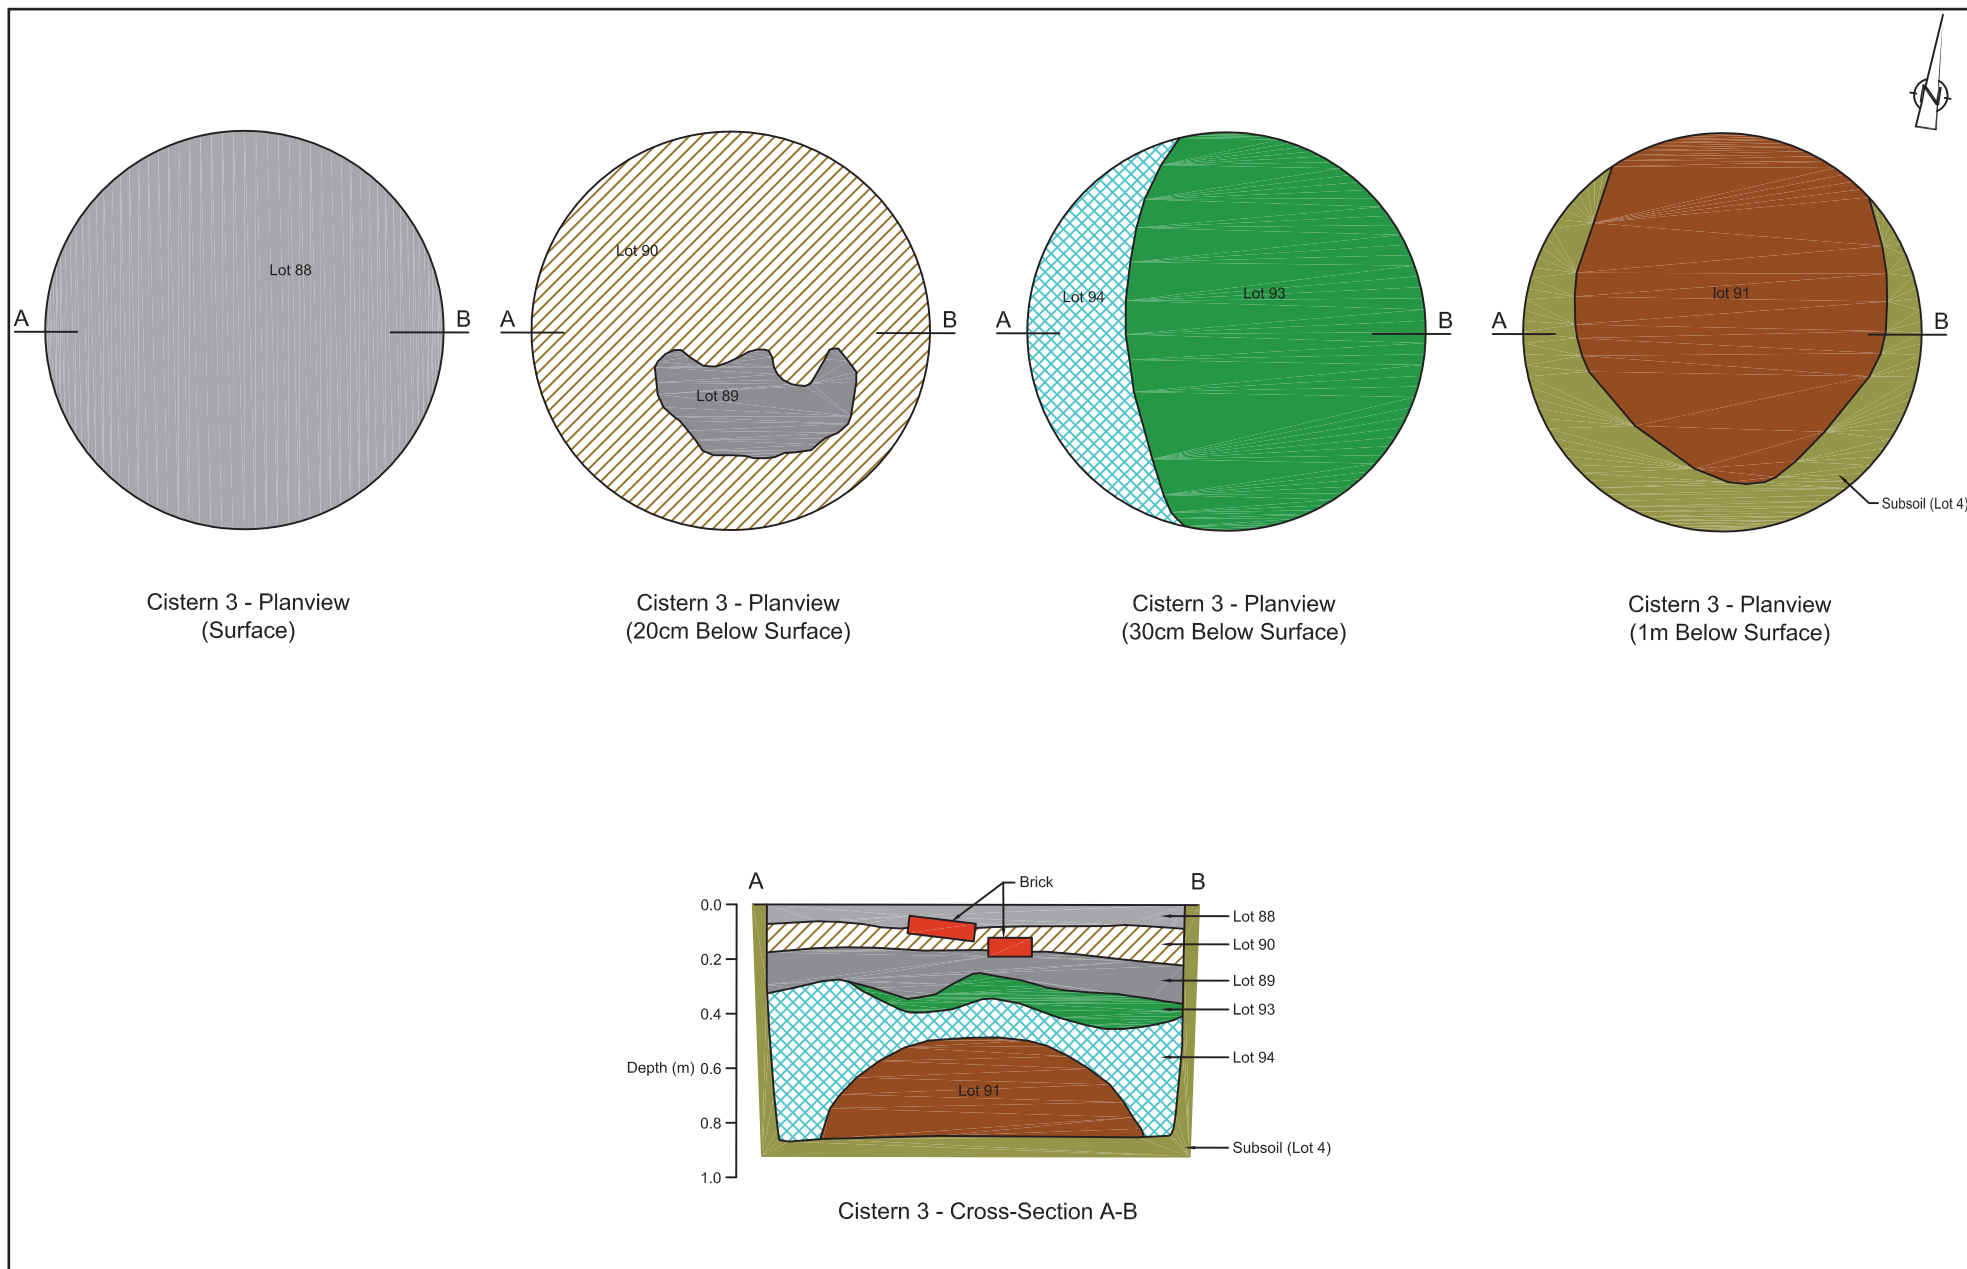 N
Lot 88
A
B
Lot 90
Lot 89
A
B
Lot 94
Lot 93
A
B
lot 91
A
B
Subsoil (Lot 4)
Cistern 3 - Planview
(Surface)
Cistern 3 - Planview
(20cm Below Surface)
Cistern 3 - Planview
(30cm Below Surface)
Cistern 3 - Planview
(1m Below Surface)
A
Brick
B
0.0
0.2
0.4
Depth (m)
0.6
0.8
1.0
Lot 88
Lot 90
Lot 89
Lot 93
Lot 94
Lot 91
Subsoil (Lot 4)
Cistern 3 - Cross-Section A-B